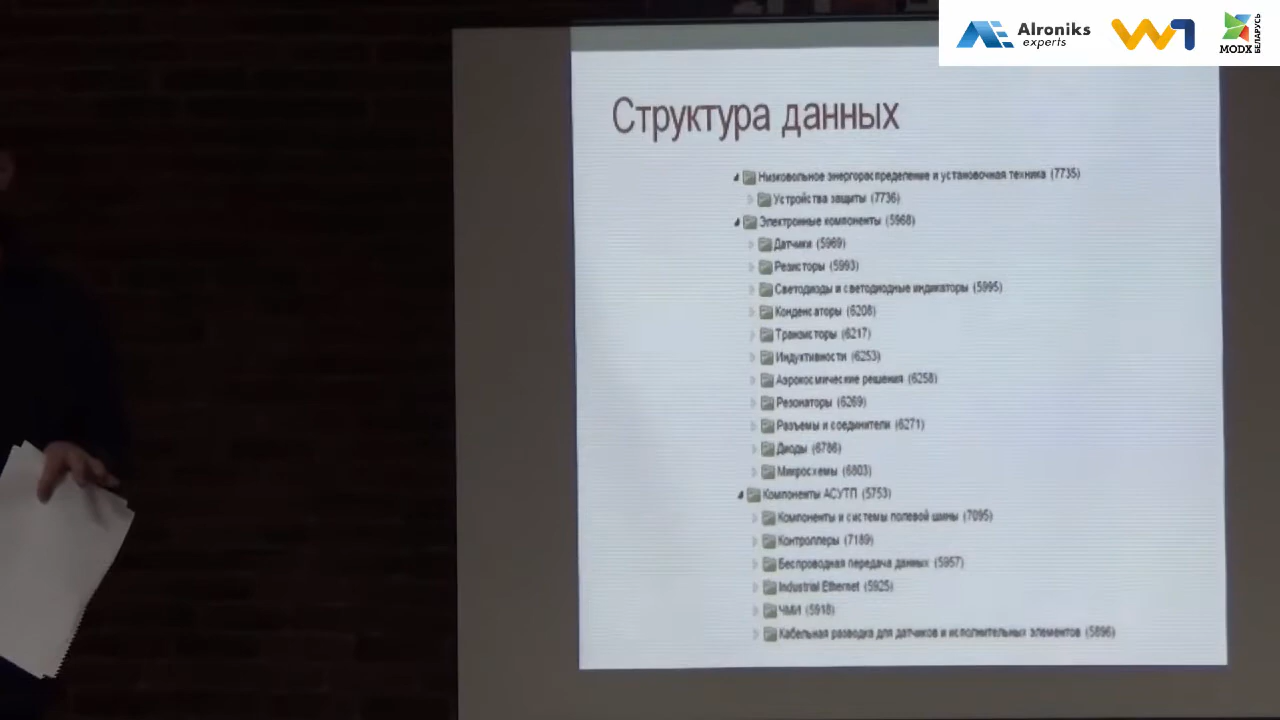 Alroniks
experts
MODX
БЕЛАРУСЬ
Структура данных
Низковольное энергораспределение и установочная техника (7735)
Устройства защиты (7736)
Электронные компоненты (5968)
Датчики (5969)
Резисторы (5993)
Светодиоды и светодиодные индикаторы (5995)
Конденсаторы (6208)
Транзисторы (6217)
Индуктивности (6253)
Аэрокосмические решения (6258)
Резонаторы (6269)
Разъемы и соединители (6271)
Диоды (6786)
Микросхемы (6803)
Компоненты АСУТП (5753)
Компоненты и системы полевой шины (7095)
Контроллеры (7189)
Беспроводная передача данных (5957)
Industrial Ethernet (5925)
ЧМИ (5918)
Кабельная разводка для датчиков и исполнительных элементов (5896)